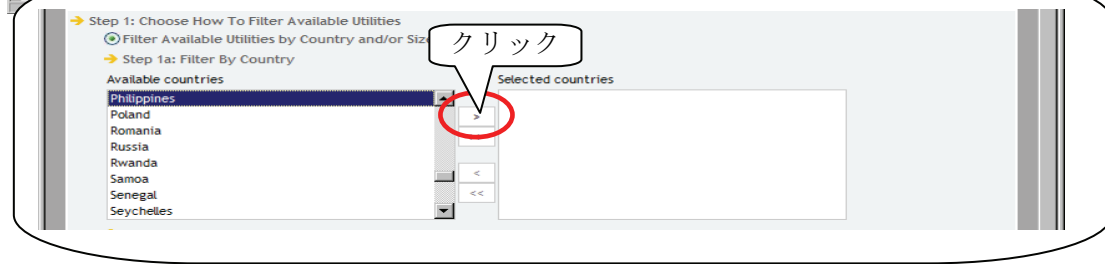 Step 1: Choose How To Filter Available Utilities
Filter Available Utilities by Country and/or Size
クリック
Step 1a: Filter By Country
Available countries
Selected countries
Philippines
Poland
Romania
Russia
Rwanda
Samoa
Senegal
Seychelles
>
<
<<